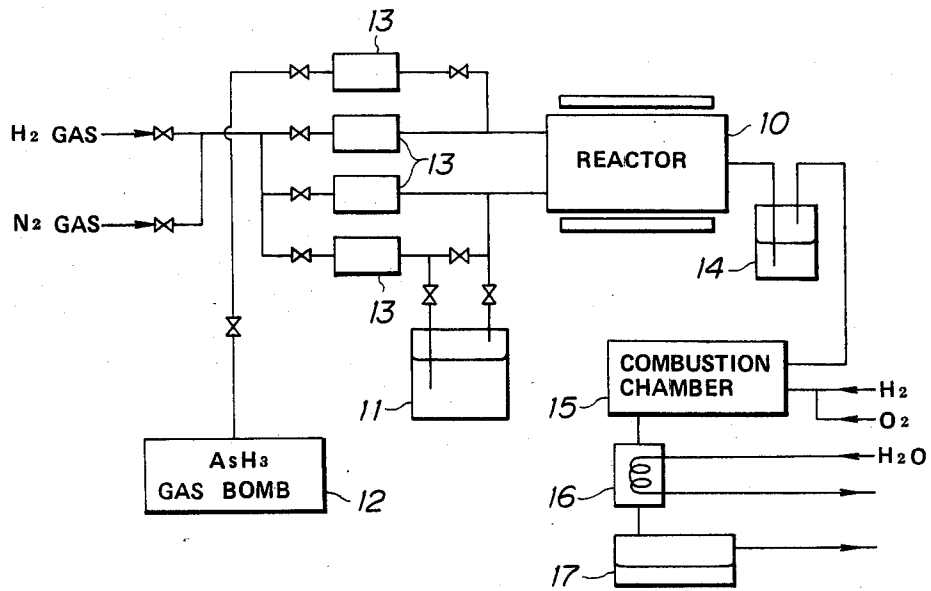 13
H2 GAS
13
REACTOR
10
N2 GAS
13
14
11
COMBUSTION
CHAMBER
15
H2
O2
AsH3
GAS BOMB
12
16
H2O
17